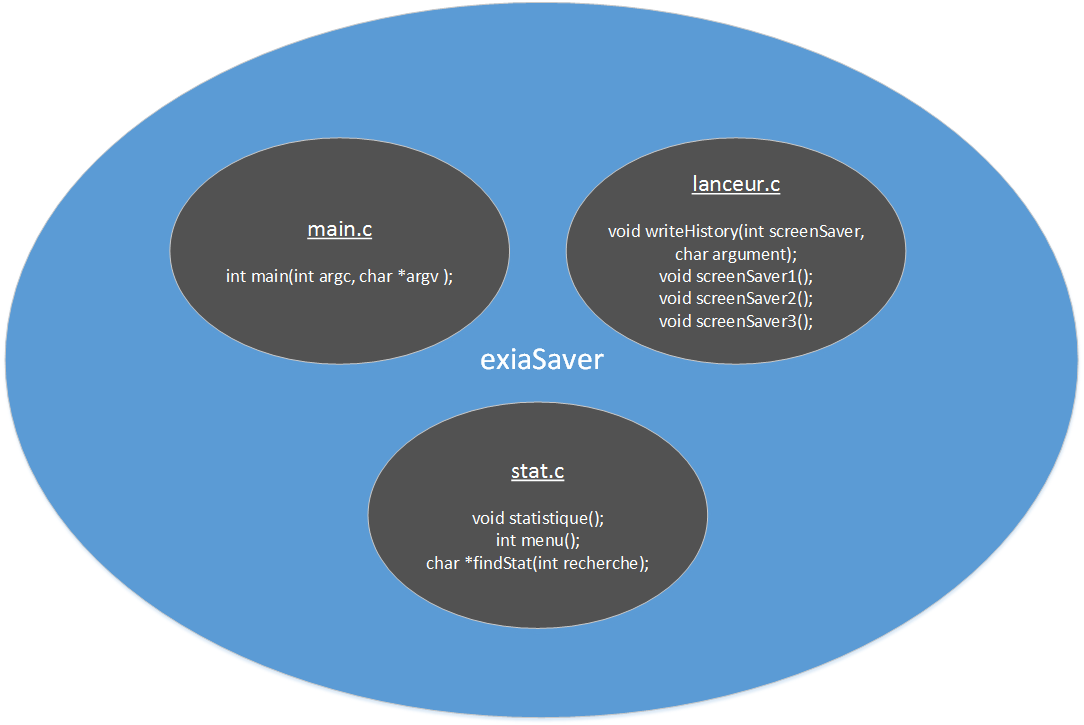 main.c
int main(int argc, char *argv );
lanceur.c
void writeHistory(int screenSaver,
char argument);
void screenSaver1();
void screenSaver2();
void screenSaver3();
exiaSaver
stat.c
void statistique();
int menu();
char *findStat(int recherche);